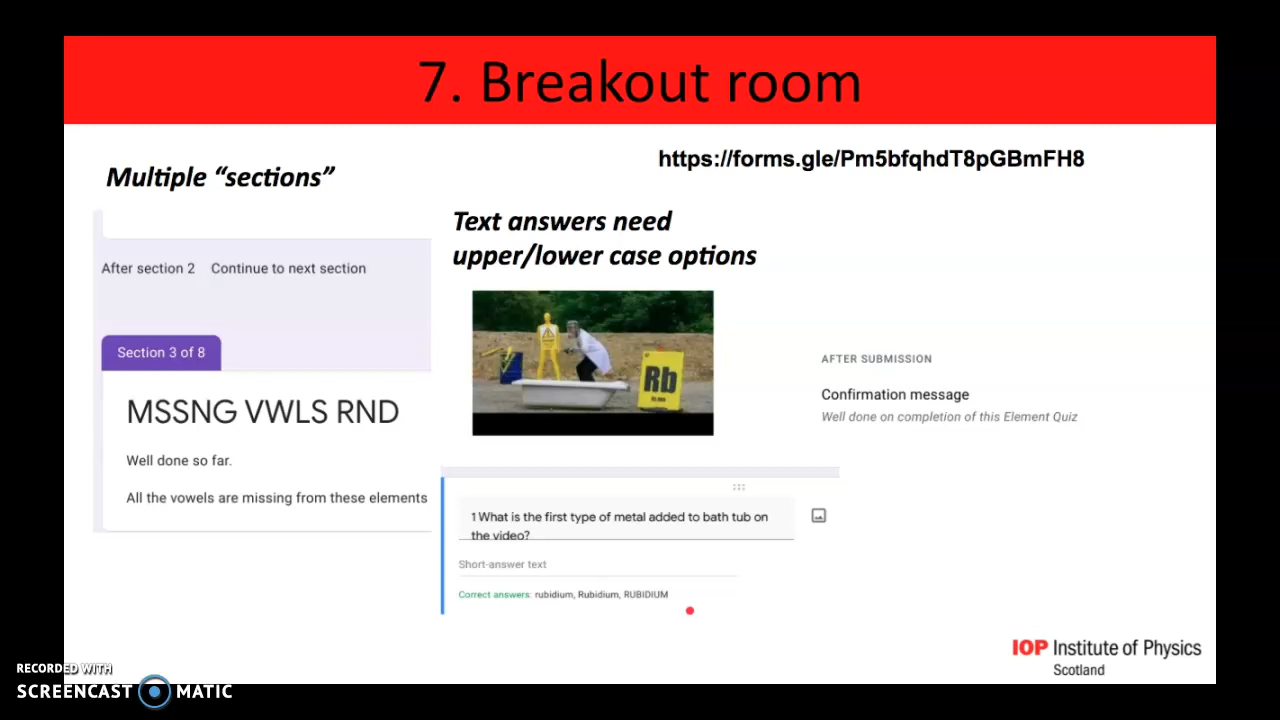 7. Breakout room
https://forms.gle/Pm5bfqhdT8pGBmFH8
Multiple “sections”
Text answers need
upper/lower case options
After section 2 Continue to next section
Section 3 of 8
MSSNG VWLS RND
Well done so far.
All the vowels are missing from these elements
Rb
AFTER SUBMISSION
Confirmation message
Well done on completion of this Element Quiz
1 What is the first type of metal added to bath tub on
the video?
Short-answer text
Correct answers: rubidium, Rubidium, RUBIDIUM
IOP Institute of Physics
Scotland
RECORDED WITH
SCREENCAST MATIC